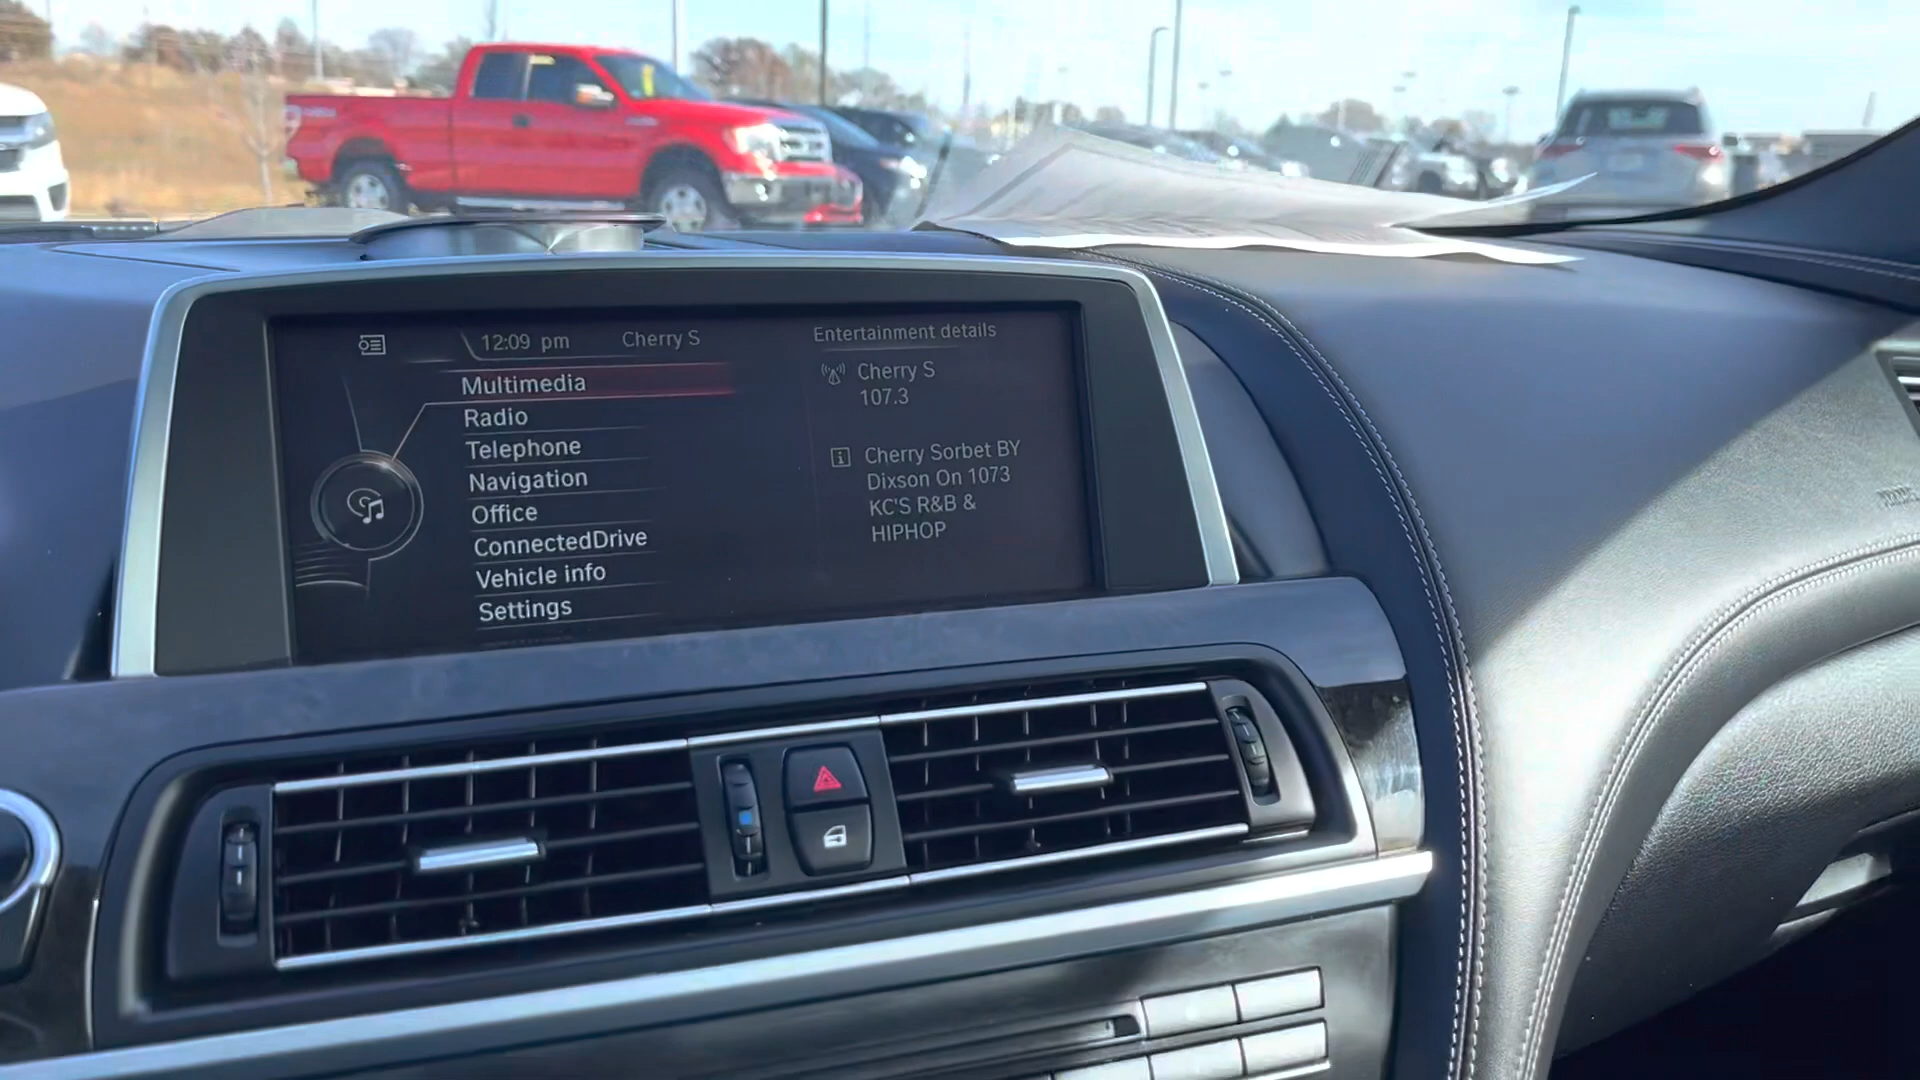 12:09 pm
Cherry S
Multimedia
Radio
Telephone
Navigation
Office
ConnectedDrive
Vehicle info
Settings
Entertainment details
Cherry S
107.3
Cherry Sorbet BY
Dixson On 1073
KC'S R&B &
HIPHOP